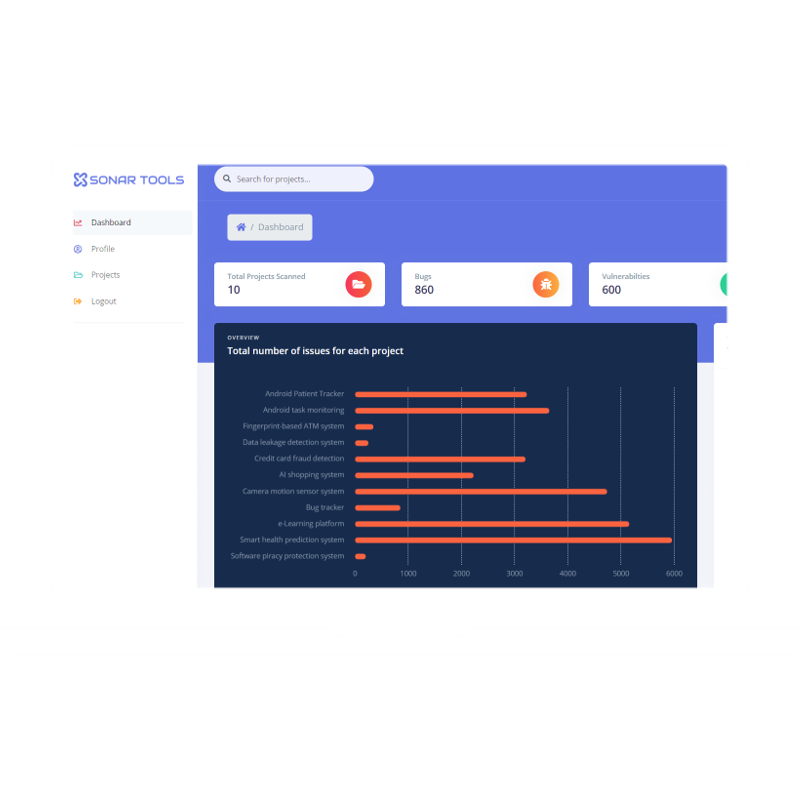 SONAR TOOLS
Search for projects...
Dashboard
Profile
Projects
Logout
/ Dashboard
Total Projects Scanned
10
Bugs
860
Vulnerabilties
600
OVERVIEW
Total number of issues for each project
Android Patient Tracker
Android task monitoring
Fingerprint-based ATM system
Data leakage detection system
Credit card fraud detection
AI shopping system
Camera motion sensor system
Bug tracker
e-Learning platform
Smart health prediction system
Software piracy protection system
0 1000 2000 3000 4000 5000 6000